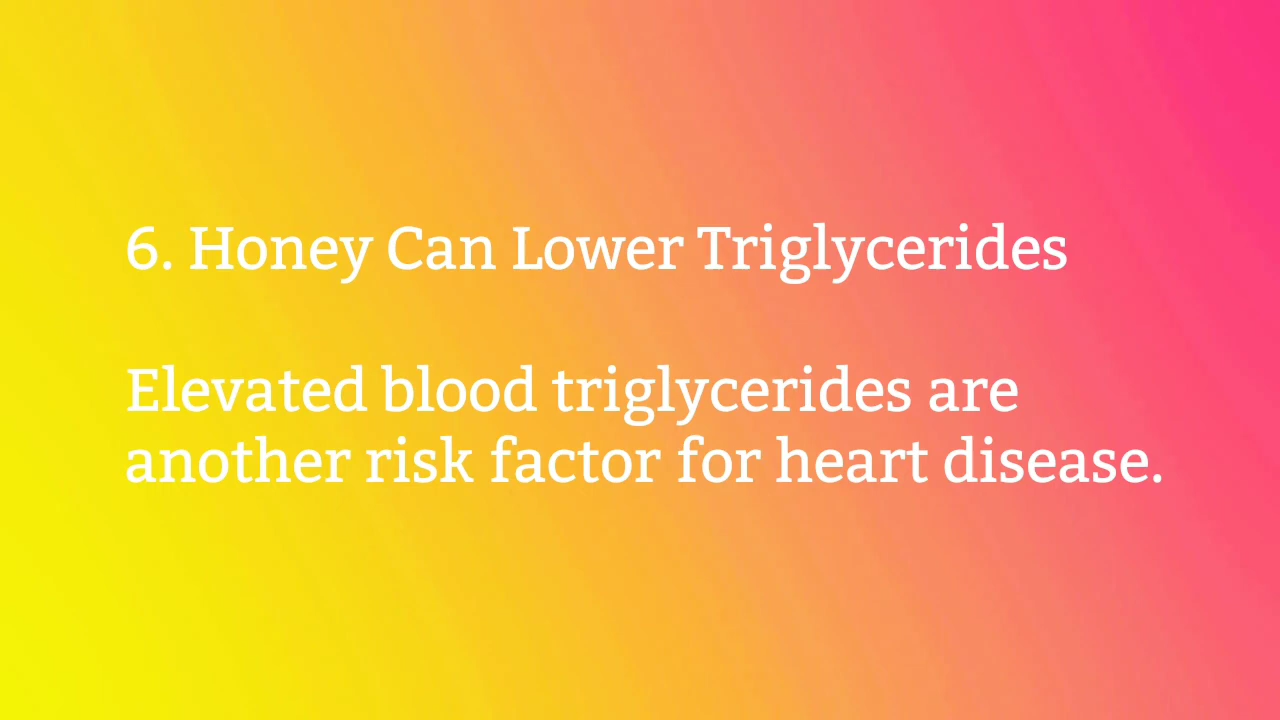 6. Honey Can Lower Triglycerides
Elevated blood triglycerides are
another risk factor for heart disease.